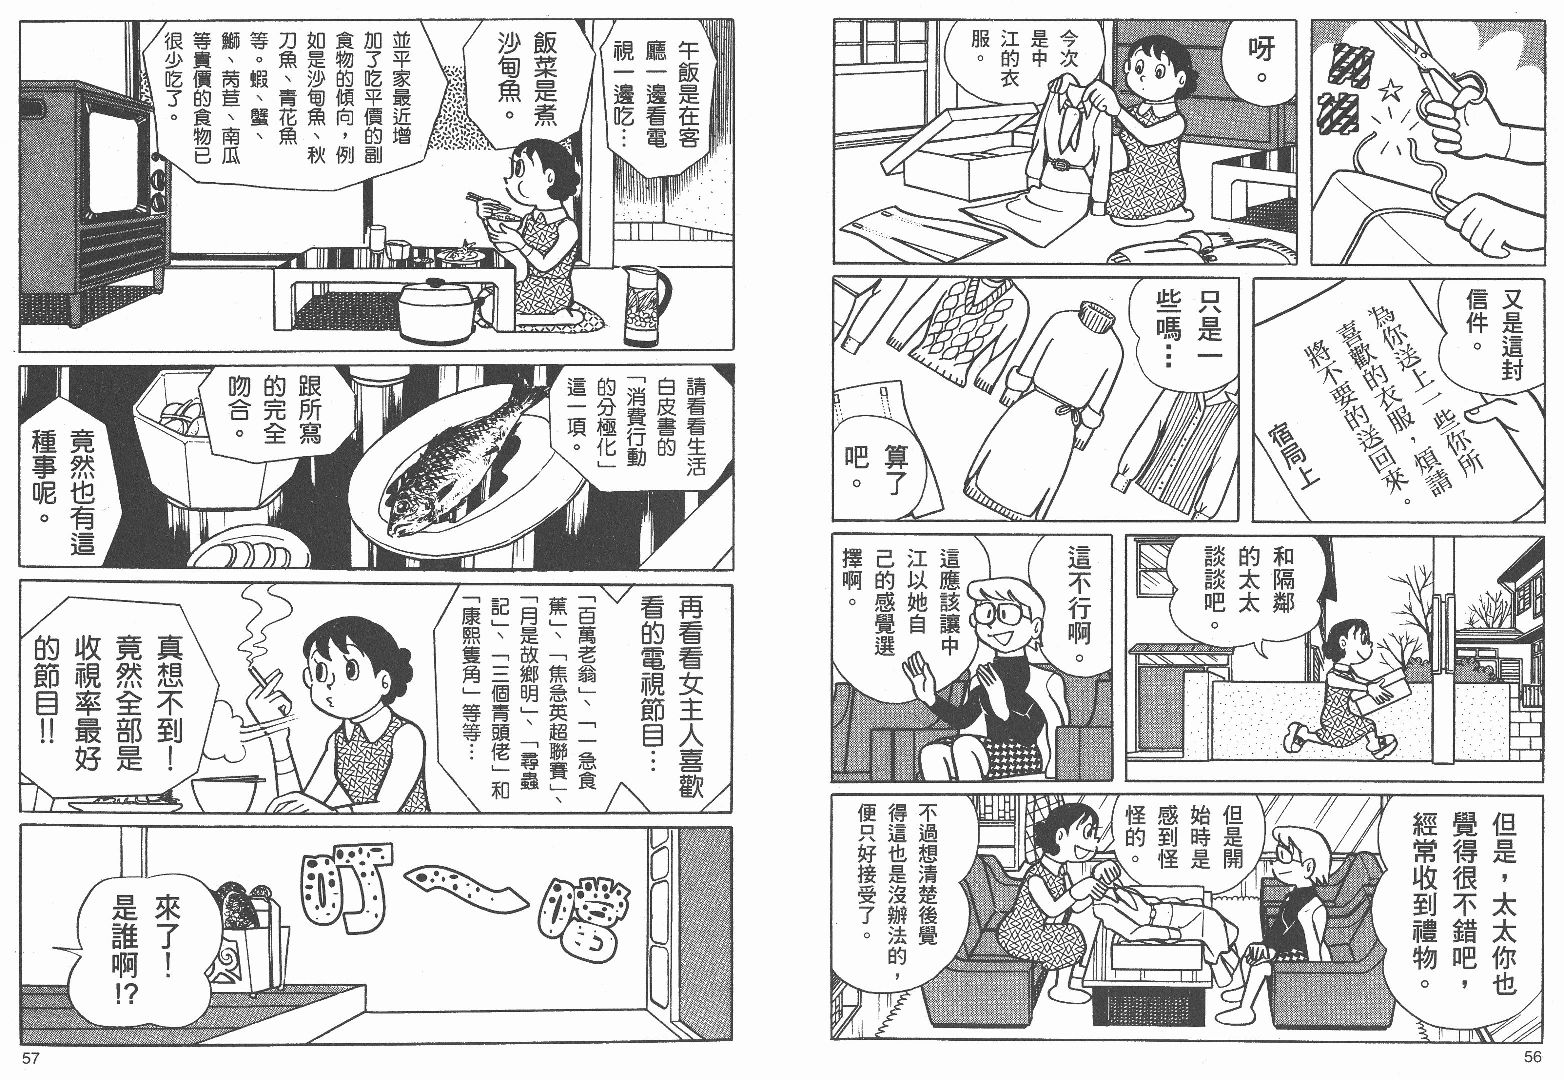 啪
擦
呀。
今次
是中
江的衣
服。
又是這封
信件。
為你送上一些你所
喜歡的衣服，煩請
將不要的送回來。
宿局上
只是一
些嗎…
算了
吧。
和隔鄰
的太太
談談吧。
這不行啊。
這應該讓中
江以她自
己的感覺選
擇啊。
但是，太太你也
覺得很不錯吧，
經常收到禮物。
但是開
始時是
感到怪
怪的。
不過想清楚後覺
得這也是沒辦法的，
便只好接受了。
56
午飯是在客
廳一邊看電
視一邊吃…
飯菜是煮
沙甸魚。
並平家最近增
加了吃平價的副
食物的傾向，例
如是沙甸魚、秋
刀魚、青花魚
等。蝦、蟹、
鰤、萵苣、南瓜
等貴價的食物已
很少吃了。
請看看生活
白皮書的
「消費行動
的分極化」
這一項。
跟所寫
的完全
吻合。
竟然也有這
種事呢。
再看看女主人喜歡
看的電視節目…
「百萬老翁」、「一急食
蕉」、「焦急英超聯賽」、
「月是故鄉明」、「尋蟲
記」、「三個青頭佬」和
「康熙隻角」等等…
真想不到！
竟然全部是
收視率最好
的節目!!
叮～噹
來了！
是誰啊!?
57